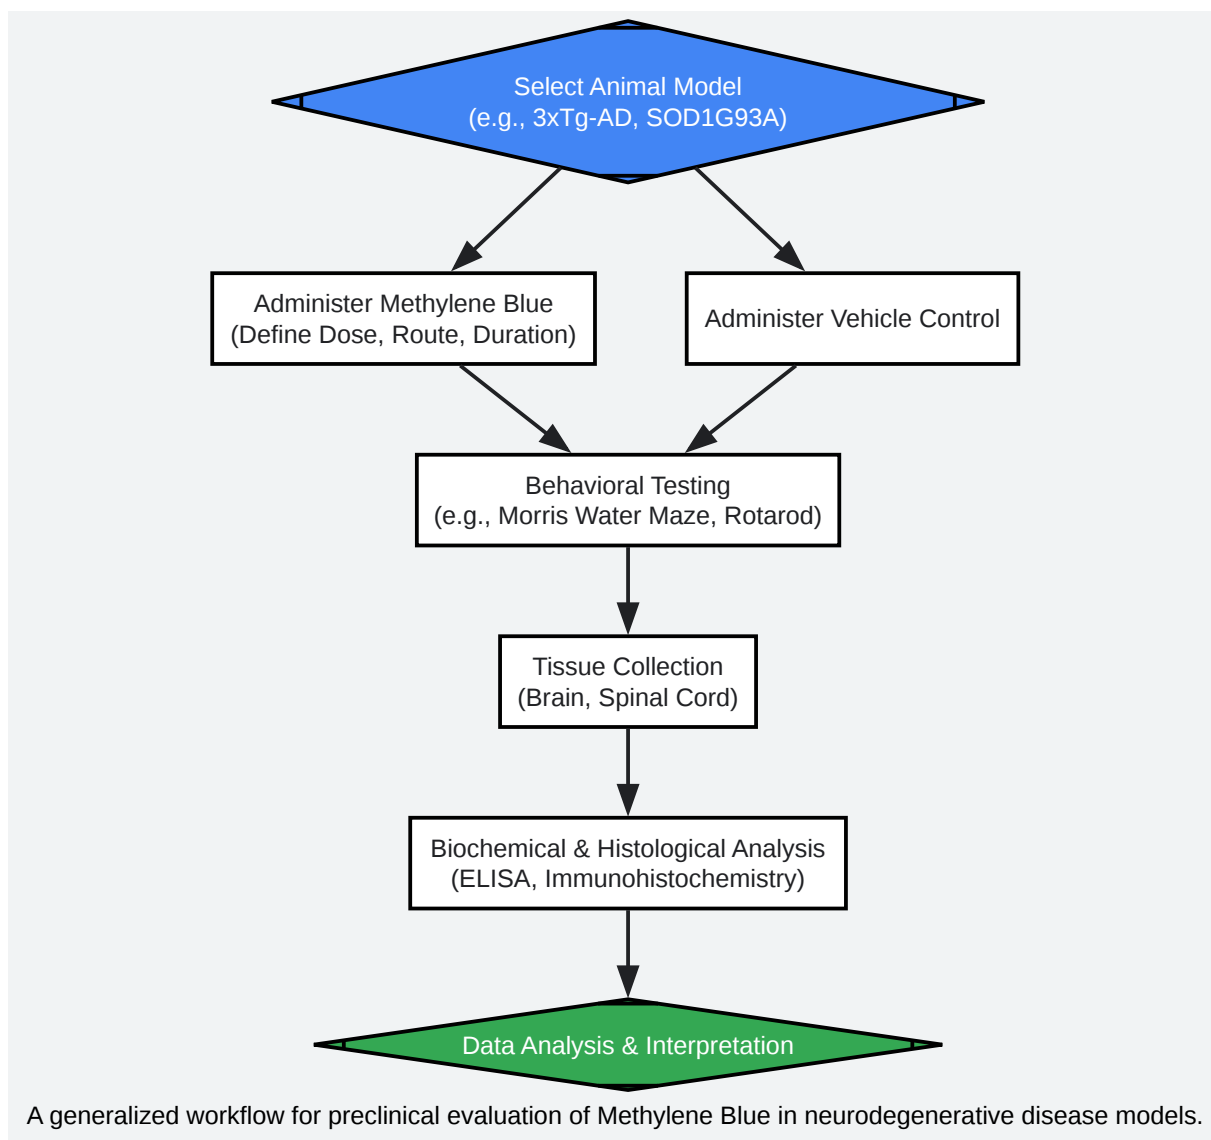 Select Animal Model
(e.g., 3xTg-AD, SOD1G93A)
Administer Methylene Blue
(Define Dose, Route, Duration)
Administer Vehicle Control
Behavioral Testing
(e.g., Morris Water Maze, Rotarod)
Tissue Collection
(Brain, Spinal Cord)
Biochemical & Histological Analysis
(ELISA, Immunohistochemistry)
Data Analysis & Interpretation
A generalized workflow for preclinical evaluation of Methylene Blue in neurodegenerative disease models.